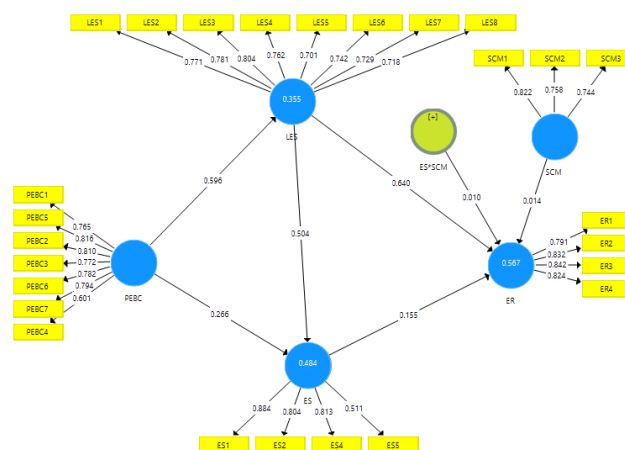 LES1 LES2 LES3 LES4 LES5 LES6 LES7 LES8
0.771 0.781 0.804 0.762 0.701 0.742 0.729 0.718
SCM1 SCM2 SCM3
0.822 0.758 0.744
0.355
LES
[+]
ES*SCM
SCM
0.596
0.640
0.010
0.014
0.504
PEBC1
PEBC5
PEBC2
PEBC3
PEBC6
PEBC7
PEBC4
0.765
0.816
0.810
0.772
0.782
0.794
0.601
PEBC
ER1
ER2
ER3
ER4
0.791
0.832
0.842
0.824
0.567
ER
0.266
0.155
0.484
ES
0.884 0.804 0.813 0.511
ES1 ES2 ES4 ES5